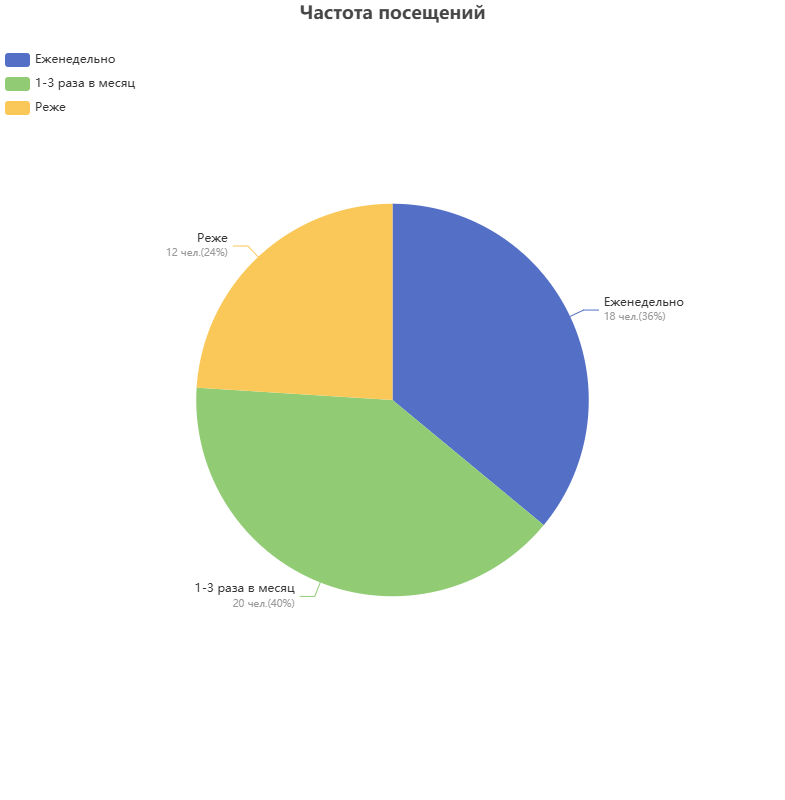 Частота посещений
Еженедельно
1-3 раза в месяц
Реже
Реже
12 чел.(24%)
Еженедельно
18 чел.(36%)
1-3 раза в месяц
20 чел.(40%)